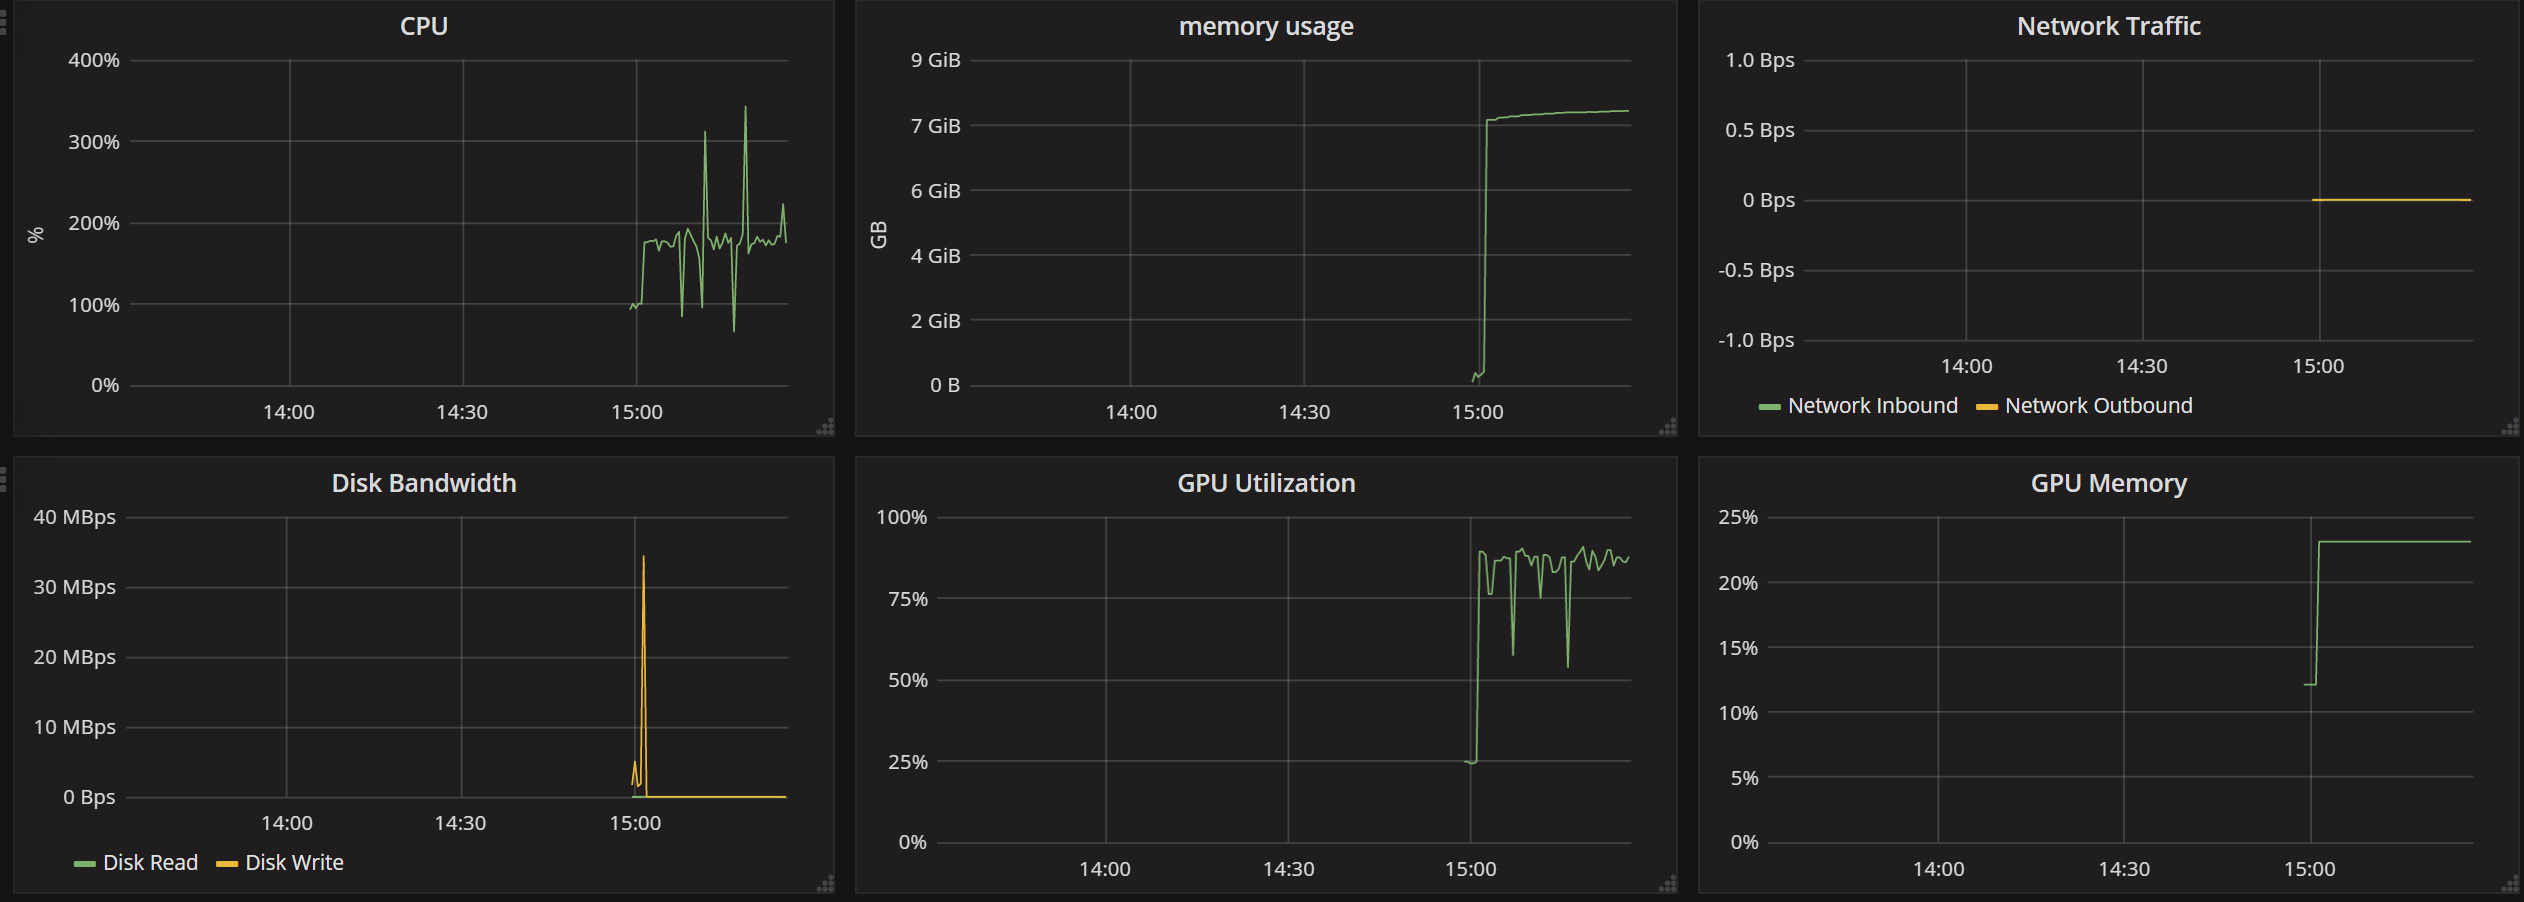 CPU
400%
300%
200%
100%
0%
%
14:00 14:30 15:00
memory usage
9 GiB
7 GiB
6 GiB
4 GiB
2 GiB
0 B
GB
14:00 14:30 15:00
Network Traffic
1.0 Bps
0.5 Bps
0 Bps
-0.5 Bps
-1.0 Bps
14:00 14:30 15:00
Network Inbound Network Outbound
Disk Bandwidth
40 MBps
30 MBps
20 MBps
10 MBps
0 Bps
14:00 14:30 15:00
Disk Read Disk Write
GPU Utilization
100%
75%
50%
25%
0%
14:00 14:30 15:00
GPU Memory
25%
20%
15%
10%
5%
0%
14:00 14:30 15:00